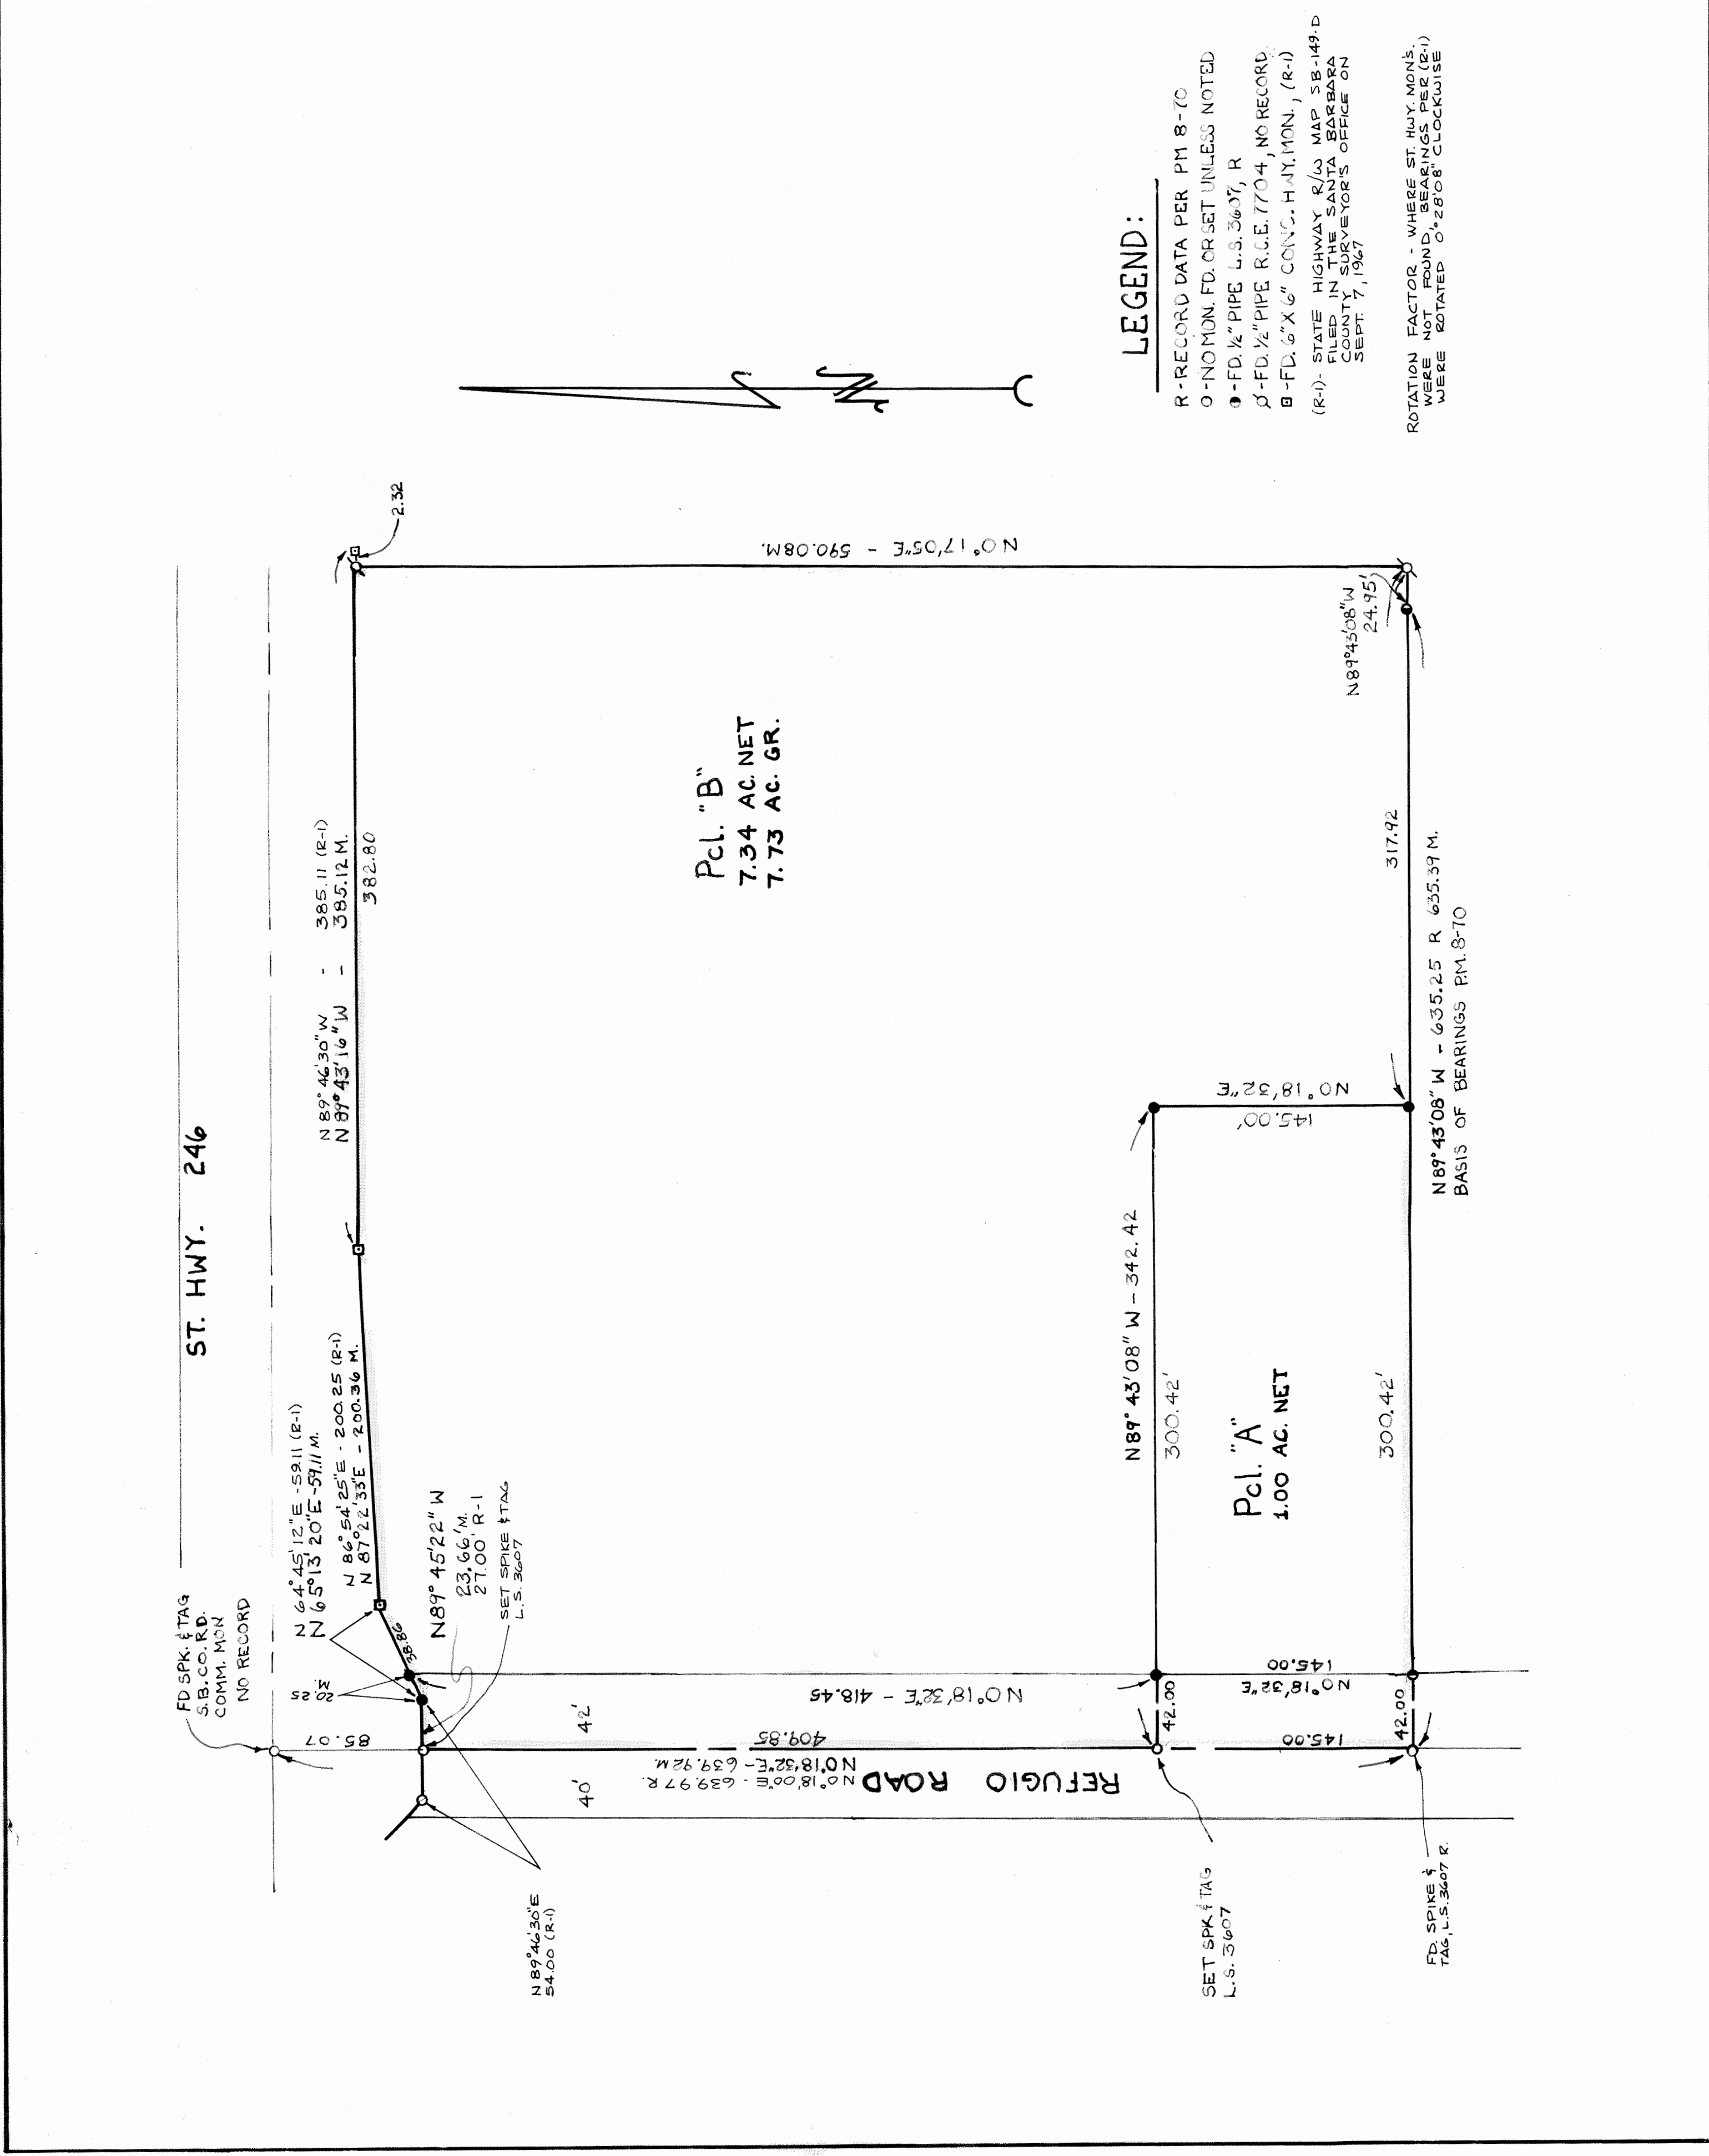 ST. HWY. 246
FD SPK. & TAG
S.B.CO. RD.
COMM. MON
NO RECORD
N 64°45'12"E - 59.11 (R-1)
N 65°13'20"E - 59.11 M.
N 86°54'25"E - 200.25 (R-1)
N 87°22'33"E - 200.36 M.
N 89°46'30"W - 385.11 (R-1)
N 89°43'16"W - 385.12 M.
382.80
2.32
38.86
20.25
M.
85.07
N89°45'22"W
23.66' M.
27.00' R-1
SET SPIKE & TAG
L.S. 3607
42'
40'
N 89°46'30"E
54.00 (R-1)
N0°18'32"E - 418.45
409.85
N0°18'32"E - 639.92 M.
N0°18'00"E - 639.97 R.
REFUGIO ROAD
Pcl. "B"
7.34 AC. NET
7.73 AC. GR.
N0°17'05"E - 590.08 M.
N89°43'08"W - 342.42
300.42'
Pcl. "A"
1.00 AC. NET
300.42'
N0°18'32"E
145.00'
145.00
N0°18'32"E
42.00
42.00
145.00
317.92
N89°43'08"W
24.95'
N89°43'08"W - 635.25 R 635.39 M.
BASIS OF BEARINGS P.M. 8-70
SET SPK & TAG
L.S. 3607
FD. SPIKE &
TAG, L.S. 3607 R.
LEGEND:
R - RECORD DATA PER PM 8-70
O - NO MON. FD. OR SET UNLESS NOTED
- FD. ½" PIPE L.S. 3607, R
- FD. ½" PIPE R.C.E. 7704, NO RECORD
- FD. 6"X6" CONC. HWY. MON., (R-1)
(R-1) - STATE HIGHWAY R/W MAP SB-149-D
FILED IN THE SANTA BARBARA
COUNTY SURVEYOR'S OFFICE ON
SEPT. 7, 1967
ROTATION FACTOR - WHERE ST. HWY. MON'S.
WERE NOT FOUND, BEARINGS PER (R-1)
WERE ROTATED 0°28'08" CLOCKWISE